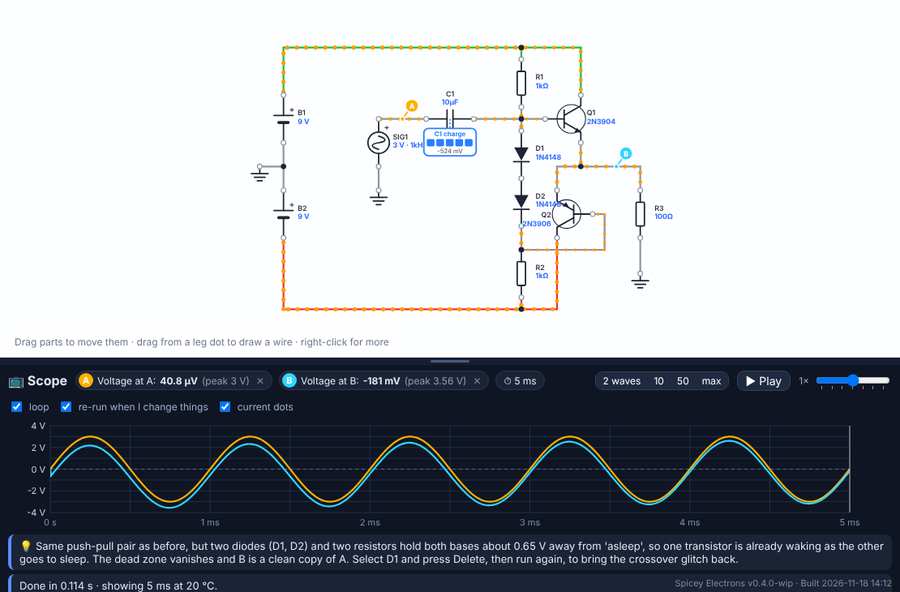 R1
1kΩ
C1
10µF
A
+
B1
9 V
Q1
2N3904
+
SIG1
3 V · 1kH
C1 charge
-524 mV
D1
1N4148
B
D2
1N4148
+
B2
9 V
Q2
2N3906
R3
100Ω
R2
1kΩ
Drag parts to move them · drag from a leg dot to draw a wire · right-click for more
📺 Scope
A Voltage at A: 40.8 µV (peak 3 V) ×
B Voltage at B: -181 mV (peak 3.56 V) ×
⏱ 5 ms
2 waves 10 50 max
▶ Play
1×
loop
re-run when I change things
current dots
4 V
2 V
0 V
-2 V
-4 V
0 s 1 ms 2 ms 3 ms 4 ms 5 ms
💡 Same push-pull pair as before, but two diodes (D1, D2) and two resistors hold both bases about 0.65 V away from 'asleep', so one transistor is already waking as the other
goes to sleep. The dead zone vanishes and B is a clean copy of A. Select D1 and press Delete, then run again, to bring the crossover glitch back.
Done in 0.114 s · showing 5 ms at 20 °C.
Spicey Electrons v0.4.0-wip · Built 2026-11-18 14:12